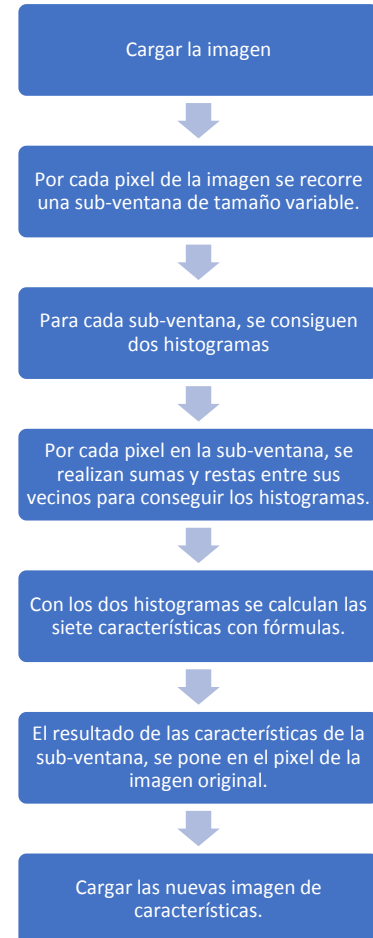 Cargar la imagen
Por cada pixel de la imagen se recorre
una sub-ventana de tamaño variable.
Para cada sub-ventana, se consiguen
dos histogramas
Por cada pixel en la sub-ventana, se
realizan sumas y restas entre sus
vecinos para conseguir los histogramas.
Con los dos histogramas se calculan las
siete características con fórmulas.
El resultado de las características de la
sub-ventana, se pone en el pixel de la
imagen original.
Cargar las nuevas imagen de
características.